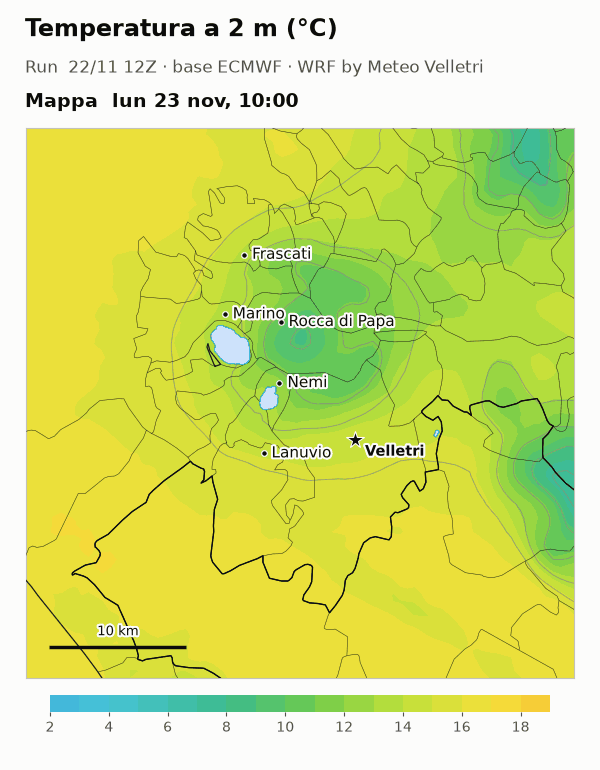 Temperatura a 2 m (°C)
Run 22/11 12Z · base ECMWF · WRF by Meteo Velletri
Mappa lun 23 nov, 10:00
Frascati
Marino
Rocca di Papa
Nemi
Velletri
Lanuvio
10 km
2 4 6 8 10 12 14 16 18